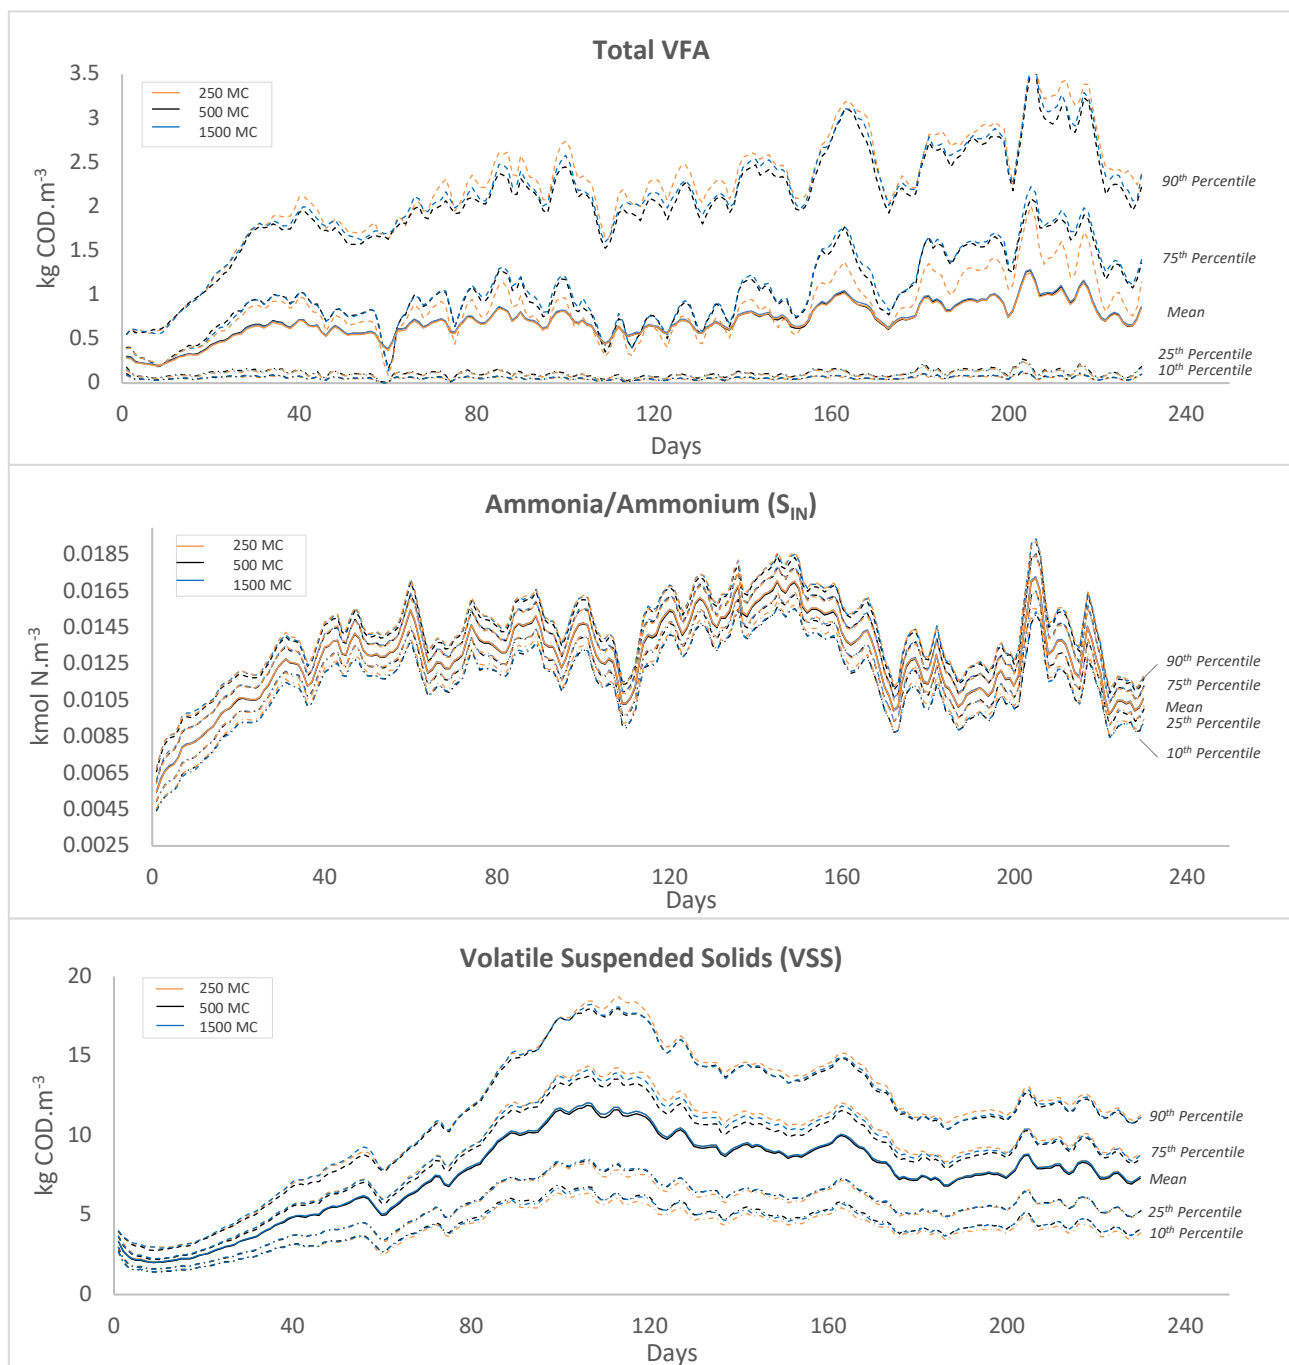 Total VFA
3.5
3
2.5
2
1.5
1
0.5
0
kg COD.m-3
250 MC
500 MC
1500 MC
90th Percentile
75th Percentile
Mean
25th Percentile
10th Percentile
0 40 80 120 160 200 240
Days
Ammonia/Ammonium (SIN)
0.0185
0.0165
0.0145
0.0125
0.0105
0.0085
0.0065
0.0045
0.0025
kmol N.m-3
250 MC
500 MC
1500 MC
90th Percentile
75th Percentile
Mean
25th Percentile
10th Percentile
0 40 80 120 160 200 240
Days
Volatile Suspended Solids (VSS)
20
15
10
5
0
kg COD.m-3
250 MC
500 MC
1500 MC
90th Percentile
75th Percentile
Mean
25th Percentile
10th Percentile
0 40 80 120 160 200 240
Days